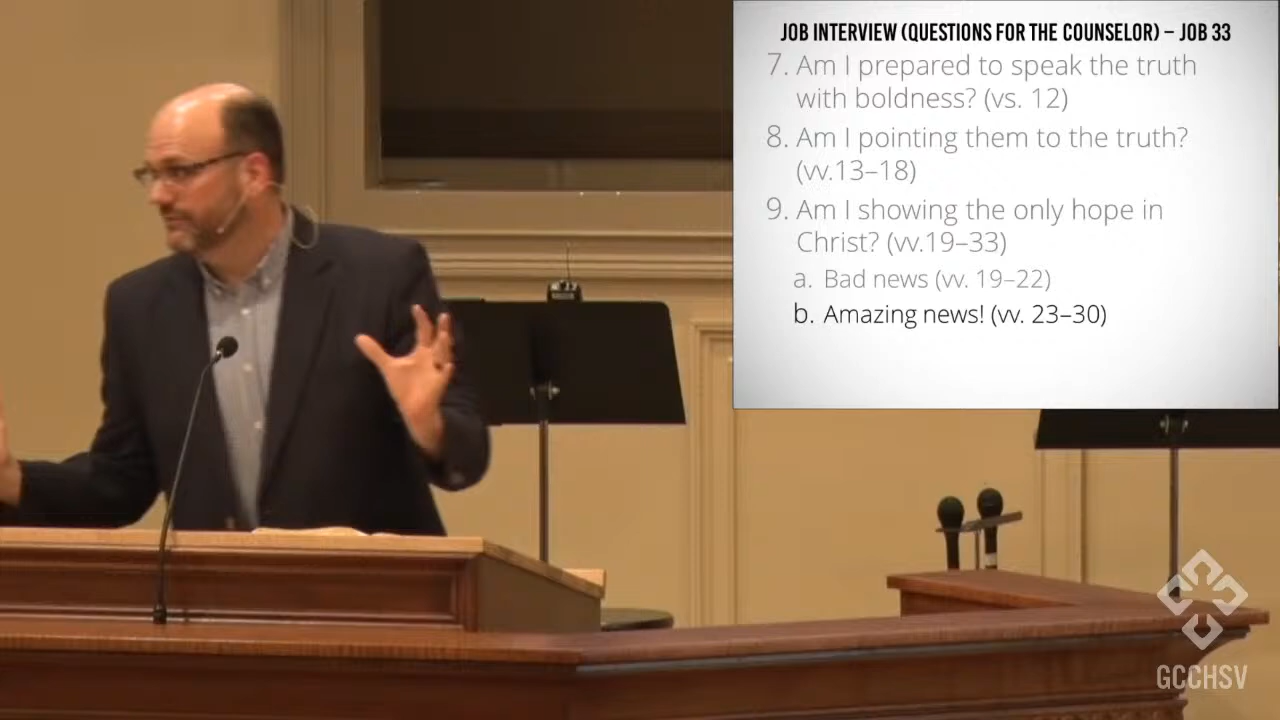 JOB INTERVIEW (QUESTIONS FOR THE COUNSELOR) – JOB 33
7. Am I prepared to speak the truth
with boldness? (vs. 12)
8. Am I pointing them to the truth?
(vv.13–18)
9. Am I showing the only hope in
Christ? (vv.19–33)
a. Bad news (vv. 19–22)
b. Amazing news! (vv. 23–30)
GCCHSV